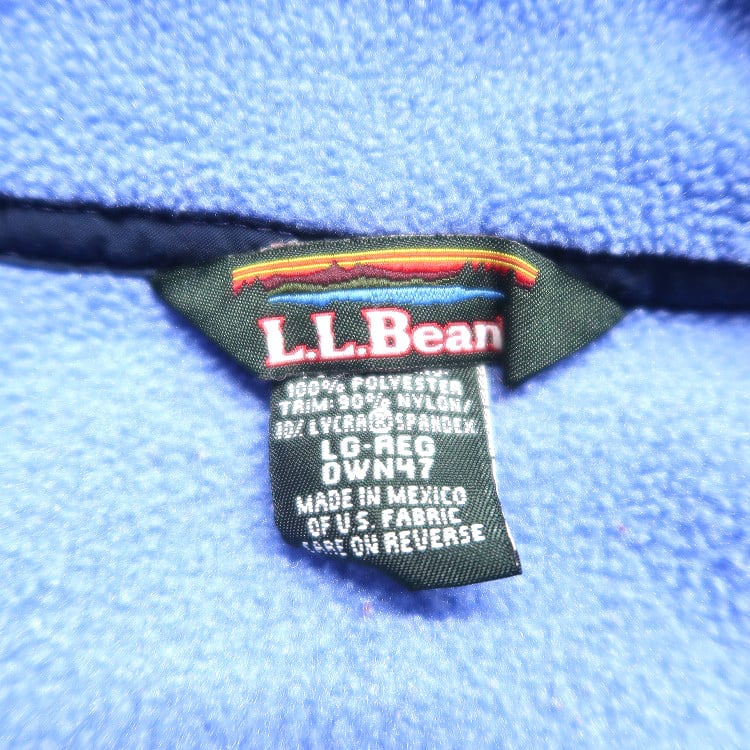 L.L.Bean
100% POLYESTER
TRIM: 90% NYLON/
10% LYCRA® SPANDEX
LG-REG
0WN47
MADE IN MEXICO
OF U.S. FABRIC
CARE ON REVERSE